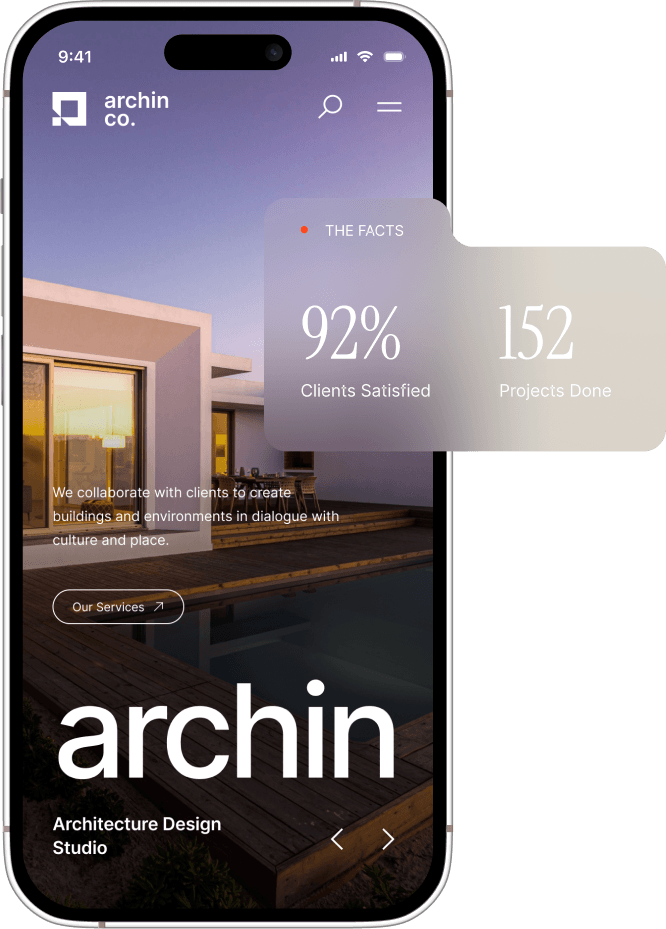 9:41
archin
co.
THE FACTS
92%
152
Clients Satisfied
Projects Done
We collaborate with clients to create
buildings and environments in dialogue with
culture and place.
Our Services
archin
Architecture Design
Studio